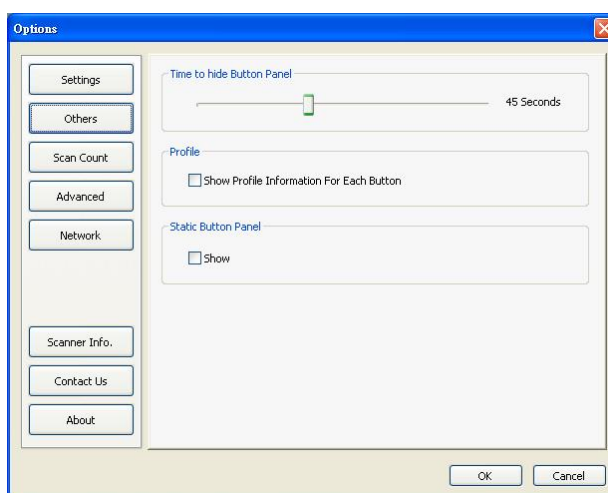 Options
Settings
Others
Scan Count
Advanced
Network
Scanner Info.
Contact Us
About
Time to hide Button Panel
45 Seconds
Profile
Show Profile Information For Each Button
Static Button Panel
Show
OK
Cancel